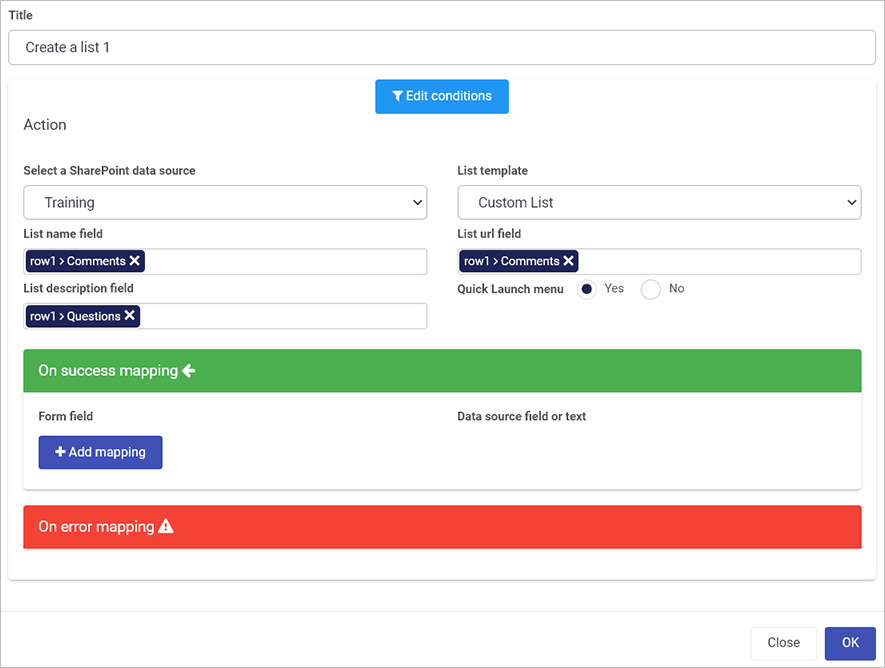 Title
Create a list 1
Edit conditions
Action
Select a SharePoint data source
List template
Training
Custom List
List name field
List url field
row1 > Comments
row1 > Comments
List description field
Quick Launch menu Yes No
row1 > Questions
On success mapping
Form field
Data source field or text
Add mapping
On error mapping
Close
OK